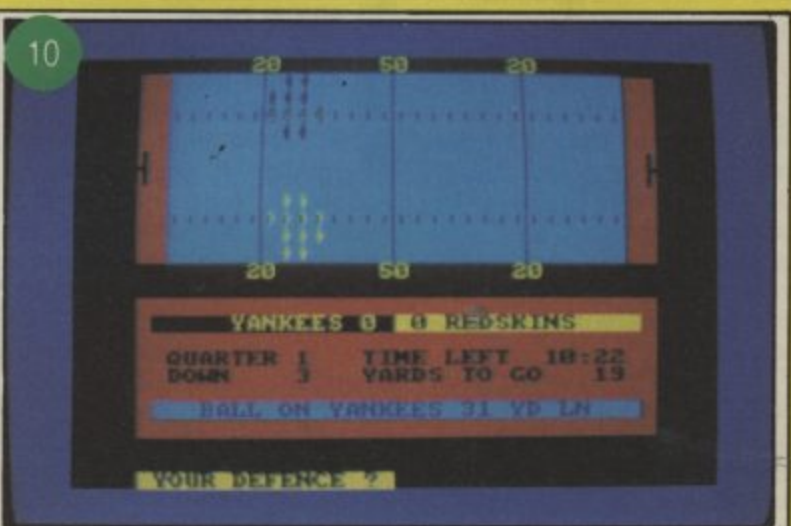 10
20 50 20
20 50 20
YANKEES 0 0 REDSKINS
QUARTER 1 TIME LEFT 10:22
DOWN 3 YARDS TO GO 19
BALL ON YANKEES 31 YD LN
YOUR DEFENCE ?